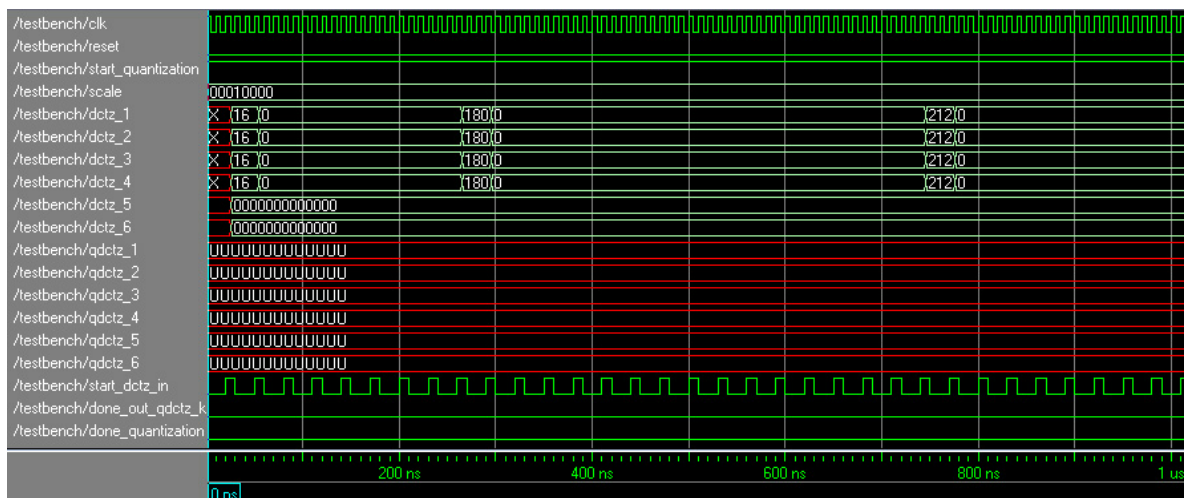 /testbench/clk
/testbench/reset
/testbench/start_quantization
/testbench/scale 00010000
/testbench/dctz_1 X 16 0 180 0 212 0
/testbench/dctz_2 X 16 0 180 0 212 0
/testbench/dctz_3 X 16 0 180 0 212 0
/testbench/dctz_4 X 16 0 180 0 212 0
/testbench/dctz_5 0000000000000
/testbench/dctz_6 0000000000000
/testbench/qdctz_1 UUUUUUUUUUUUU
/testbench/qdctz_2 UUUUUUUUUUUUU
/testbench/qdctz_3 UUUUUUUUUUUUU
/testbench/qdctz_4 UUUUUUUUUUUUU
/testbench/qdctz_5 UUUUUUUUUUUUU
/testbench/qdctz_6 UUUUUUUUUUUUU
/testbench/start_dctz_in
/testbench/done_out_qdctz_k
/testbench/done_quantization
200 ns 400 ns 600 ns 800 ns 1 us
0 ns